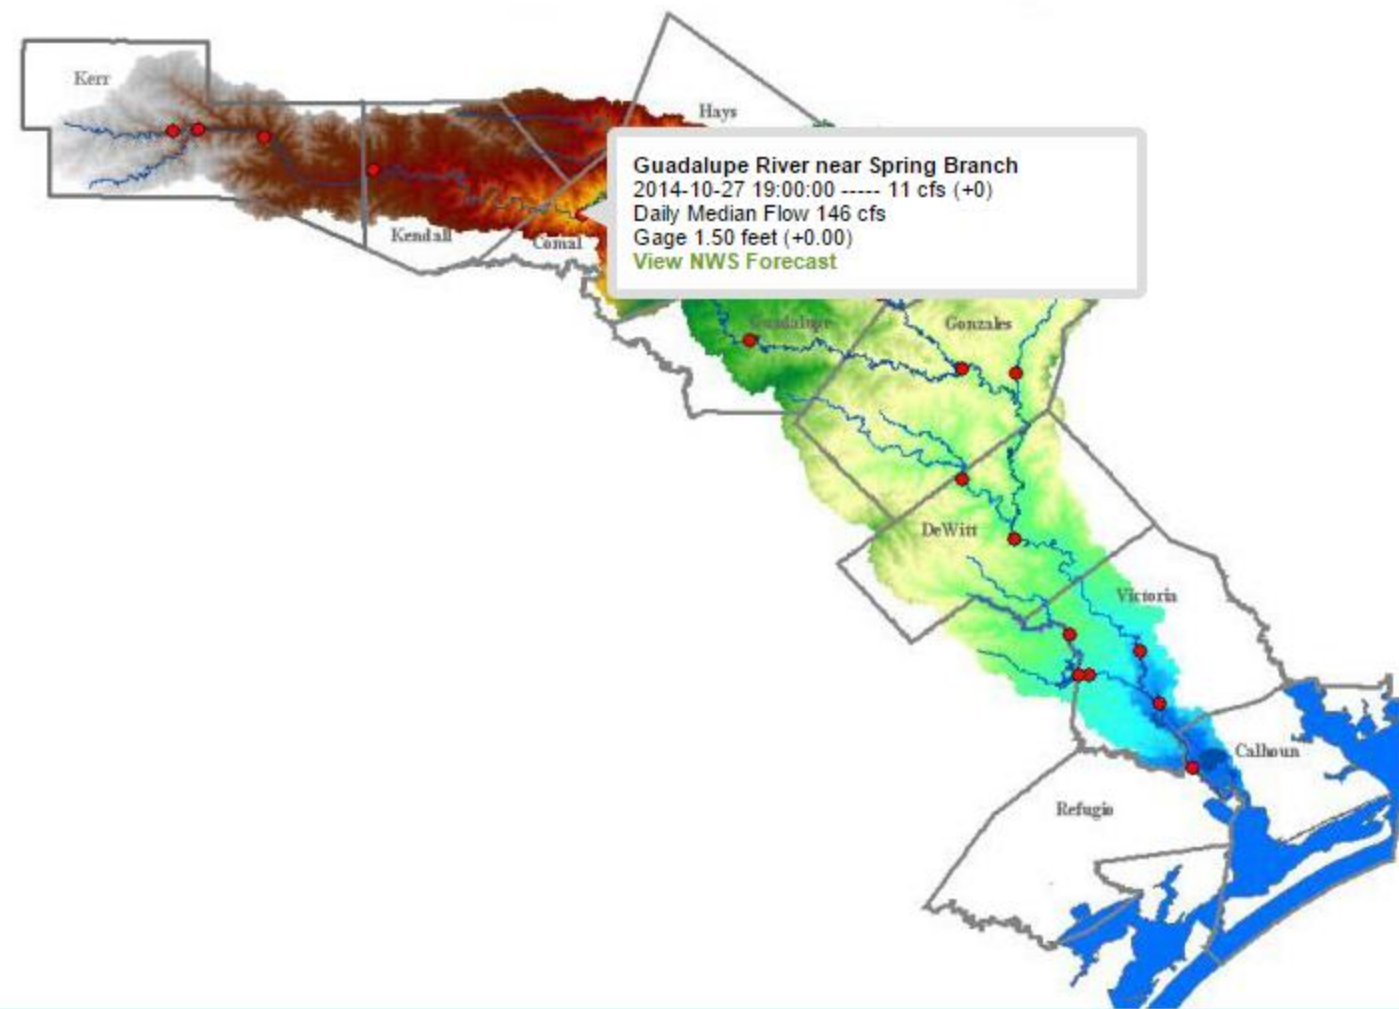 Kerr
Hays
Guadalupe River near Spring Branch
2014-10-27 19:00:00 ----- 11 cfs (+0)
Daily Median Flow 146 cfs
Gage 1.50 feet (+0.00)
View NWS Forecast
Kendall
Comal
Guadalupe
Gonzales
DeWitt
Victoria
Calhoun
Refugio